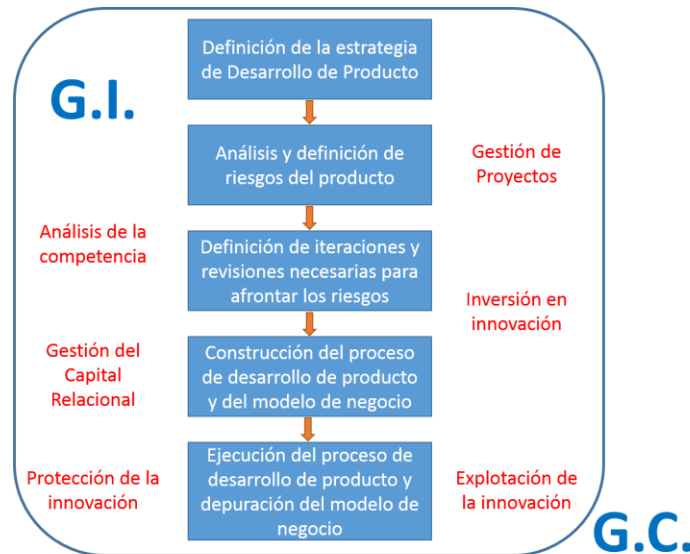 Definición de la estrategia
de Desarrollo de Producto
G.I.
Análisis y definición de
riesgos del producto
Gestión de
Proyectos
Análisis de la
competencia
Definición de iteraciones y
revisiones necesarias para
afrontar los riesgos
Inversión en
innovación
Gestión del
Capital
Relacional
Construcción del proceso
de desarrollo de producto
y del modelo de negocio
Protección de la
innovación
Ejecución del proceso de
desarrollo de producto y
depuración del modelo de
negocio
Explotación de
la innovación
G.C.